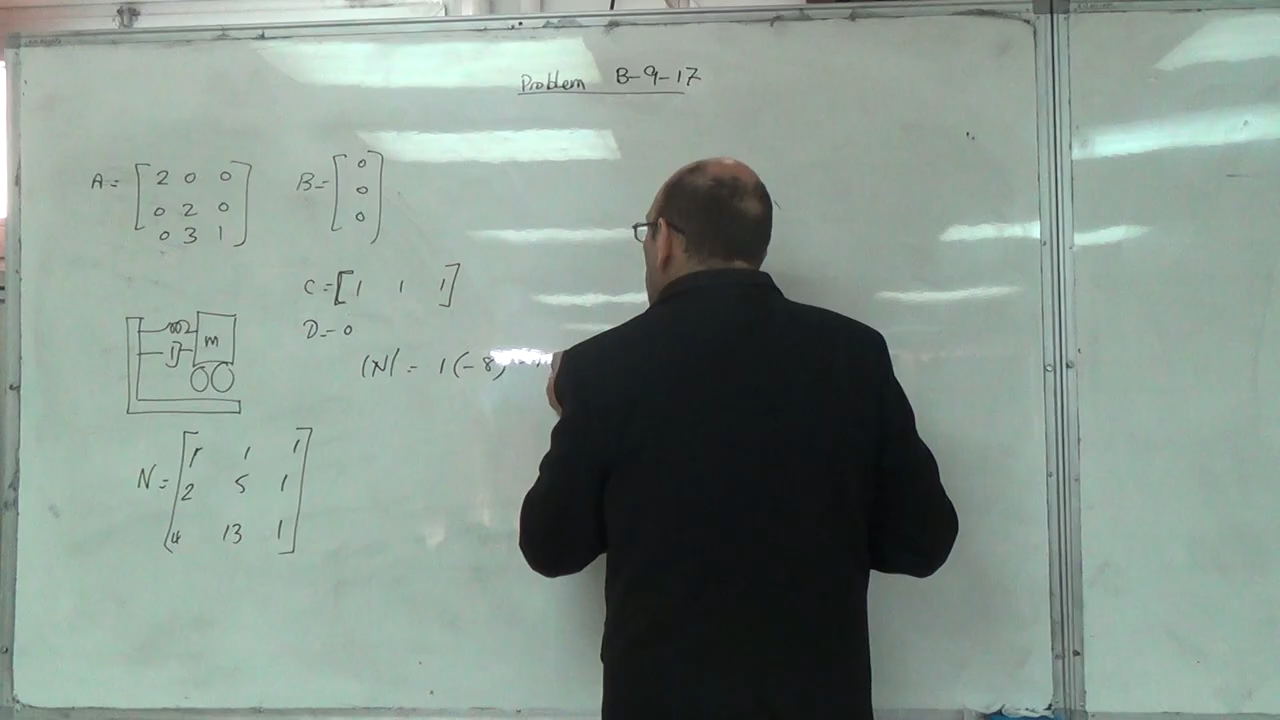 Problem B-9-17
A = [ 2 0 0
0 2 0
0 3 1 ]
B = [ 0
0
0 ]
C = [ 1 1 1 ]
D = 0
m
|N| = 1(-8)
N = [ 1 1 1
2 5 1
4 13 1 ]